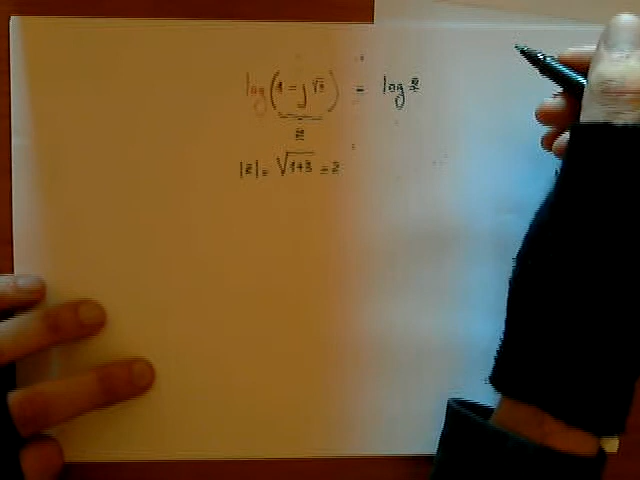 log(1 - j√3) = log z
z
|z| = √1+3 = 2